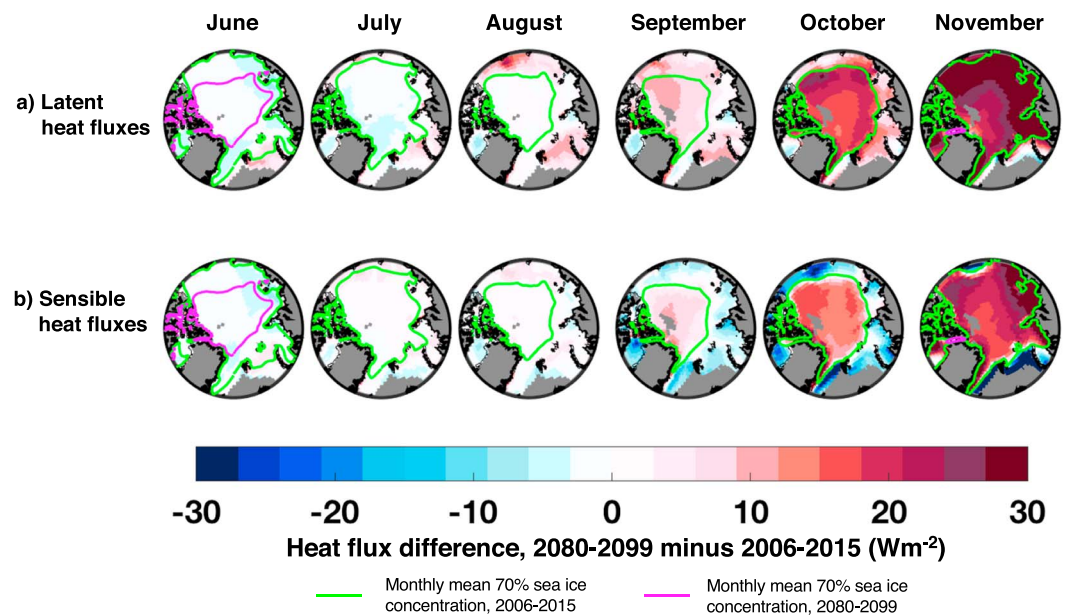 June July August September October November
a) Latent
heat fluxes
b) Sensible
heat fluxes
-30 -20 -10 0 10 20 30
Heat flux difference, 2080-2099 minus 2006-2015 (Wm⁻²)
Monthly mean 70% sea ice
concentration, 2006-2015
Monthly mean 70% sea ice
concentration, 2080-2099